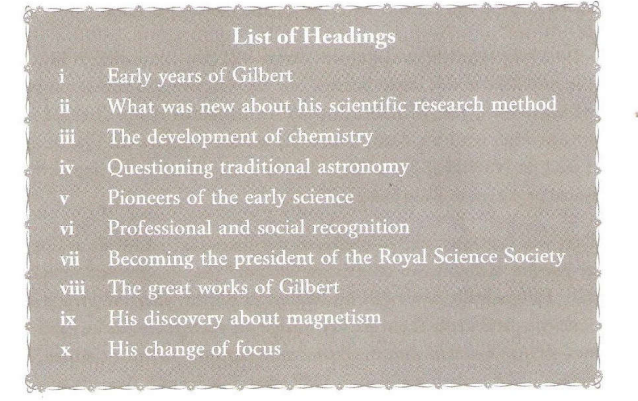 List of Headings
i Early years of Gilbert
ii What was new about his scientific research method
iii The development of chemistry
iv Questioning traditional astronomy
v Pioneers of the early science
vi Professional and social recognition
vii Becoming the president of the Royal Science Society
viii The great works of Gilbert
ix His discovery about magnetism
x His change of focus